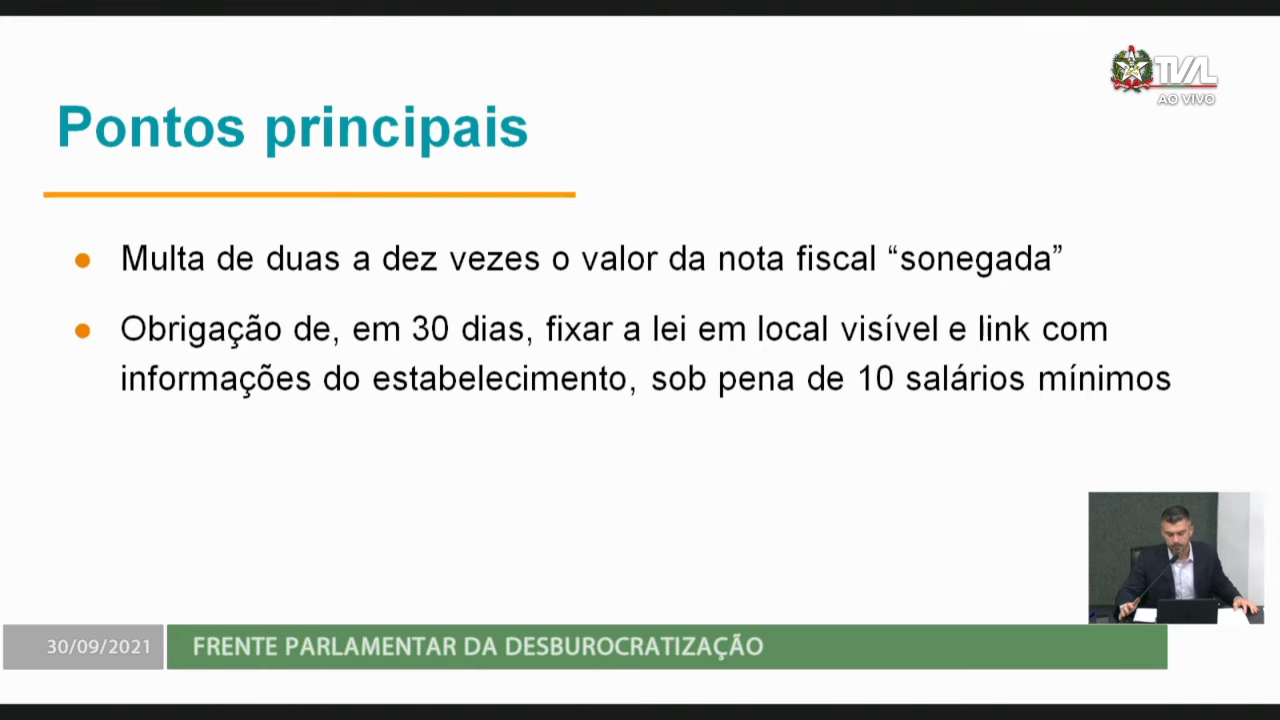 TVAL
AO VIVO
Pontos principais
● Multa de duas a dez vezes o valor da nota fiscal “sonegada”
● Obrigação de, em 30 dias, fixar a lei em local visível e link com
informações do estabelecimento, sob pena de 10 salários mínimos
30/09/2021
FRENTE PARLAMENTAR DA DESBUROCRATIZAÇÃO